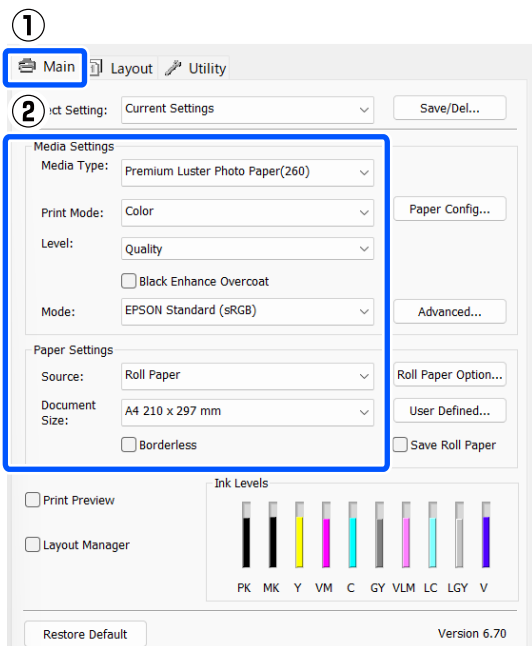 ①
Main Layout Utility
②
ect Setting: Current Settings Save/Del...
Media Settings
Media Type: Premium Luster Photo Paper(260)
Print Mode: Color Paper Config...
Level: Quality
Black Enhance Overcoat
Mode: EPSON Standard (sRGB) Advanced...
Paper Settings
Source: Roll Paper Roll Paper Option...
Document
Size: A4 210 x 297 mm User Defined...
Borderless Save Roll Paper
Ink Levels
Print Preview
Layout Manager
PK MK Y VM C GY VLM LC LGY V
Restore Defau lt Version 6.70